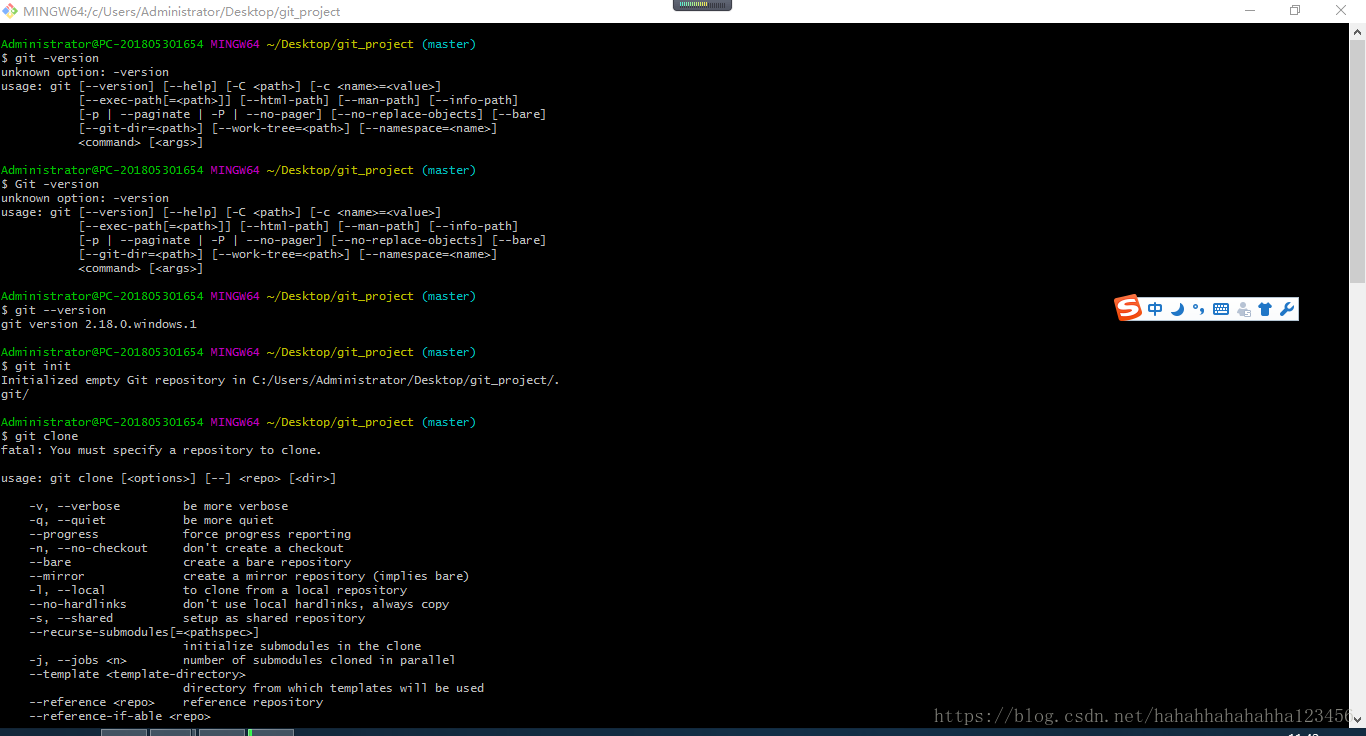 MINGW64:/c/Users/Administrator/Desktop/git_project
Administrator@PC-201805301654 MINGW64 ~/Desktop/git_project (master)
$ git -version
unknown option: -version
usage: git [--version] [--help] [-C <path>] [-c <name>=<value>]
[--exec-path[=<path>]] [--html-path] [--man-path] [--info-path]
[-p | --paginate | -P | --no-pager] [--no-replace-objects] [--bare]
[--git-dir=<path>] [--work-tree=<path>] [--namespace=<name>]
<command> [<args>]
Administrator@PC-201805301654 MINGW64 ~/Desktop/git_project (master)
$ Git -version
unknown option: -version
usage: git [--version] [--help] [-C <path>] [-c <name>=<value>]
[--exec-path[=<path>]] [--html-path] [--man-path] [--info-path]
[-p | --paginate | -P | --no-pager] [--no-replace-objects] [--bare]
[--git-dir=<path>] [--work-tree=<path>] [--namespace=<name>]
<command> [<args>]
Administrator@PC-201805301654 MINGW64 ~/Desktop/git_project (master)
$ git --version
git version 2.18.0.windows.1
S 中
Administrator@PC-201805301654 MINGW64 ~/Desktop/git_project (master)
$ git init
Initialized empty Git repository in C:/Users/Administrator/Desktop/git_project/.
git/
Administrator@PC-201805301654 MINGW64 ~/Desktop/git_project (master)
$ git clone
fatal: You must specify a repository to clone.
usage: git clone [<options>] [--] <repo> [<dir>]
-v, --verbose be more verbose
-q, --quiet be more quiet
--progress force progress reporting
-n, --no-checkout don't create a checkout
--bare create a bare repository
--mirror create a mirror repository (implies bare)
-l, --local to clone from a local repository
--no-hardlinks don't use local hardlinks, always copy
-s, --shared setup as shared repository
--recurse-submodules[=<pathspec>]
initialize submodules in the clone
-j, --jobs <n> number of submodules cloned in parallel
--template <template-directory>
directory from which templates will be used
--reference <repo> reference repository
--reference-if-able <repo>
https://blog.csdn.net/hahahhahahahha123456